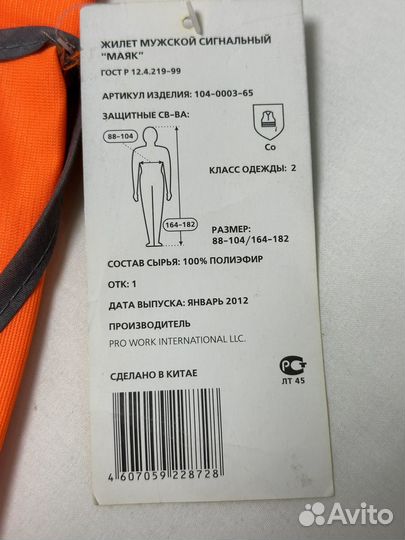 ЖИЛЕТ МУЖСКОЙ СИГНАЛЬНЫЙ
"МАЯК"
ГОСТ Р 12.4.219-99
АРТИКУЛ ИЗДЕЛИЯ: 104-0003-65
ЗАЩИТНЫЕ СВ-ВА:
Со
88-104
КЛАСС ОДЕЖДЫ: 2
164-182
РАЗМЕР:
88-104/164-182
СОСТАВ СЫРЬЯ: 100% ПОЛИЭФИР
ОТК: 1
ДАТА ВЫПУСКА: ЯНВАРЬ 2012
ПРОИЗВОДИТЕЛЬ
PRO WORK INTERNATIONAL LLC.
СДЕЛАНО В КИТАЕ
ЛТ 45
4 607059 228728
Avito